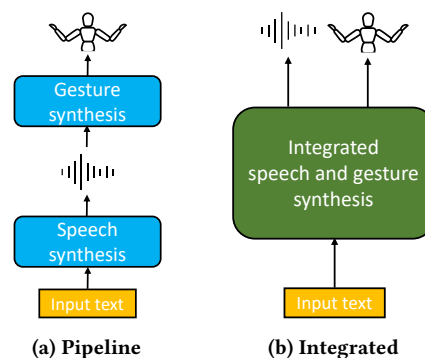 Gesture
synthesis
Speech
synthesis
Input text
(a) Pipeline
Integrated
speech and gesture
synthesis
Input text
(b) Integrated